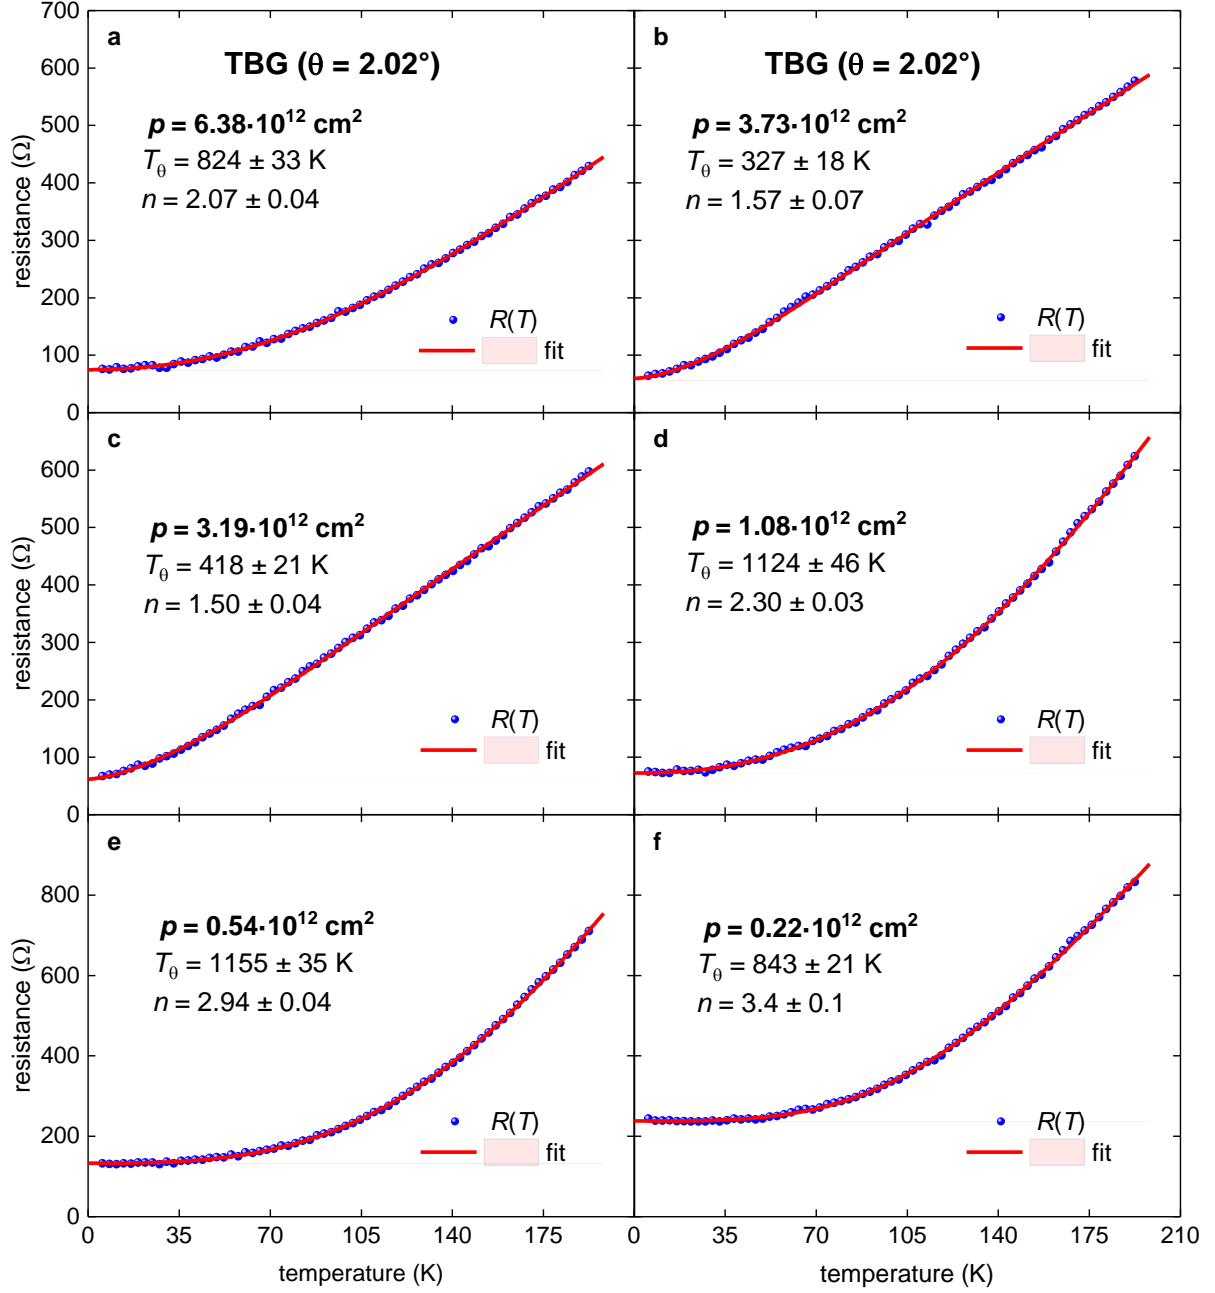 a
TBG (θ = 2.02°)
p = 6.38·10¹² cm²
T_θ = 824 ± 33 K
n = 2.07 ± 0.04
R(T)
fit
resistance (Ω)
700
600
500
400
300
200
100
0
b
TBG (θ = 2.02°)
p = 3.73·10¹² cm²
T_θ = 327 ± 18 K
n = 1.57 ± 0.07
R(T)
fit
c
p = 3.19·10¹² cm²
T_θ = 418 ± 21 K
n = 1.50 ± 0.04
R(T)
fit
resistance (Ω)
600
500
400
300
200
100
0
d
p = 1.08·10¹² cm²
T_θ = 1124 ± 46 K
n = 2.30 ± 0.03
R(T)
fit
e
p = 0.54·10¹² cm²
T_θ = 1155 ± 35 K
n = 2.94 ± 0.04
R(T)
fit
resistance (Ω)
800
600
400
200
0
0 35 70 105 140 175
temperature (K)
f
p = 0.22·10¹² cm²
T_θ = 843 ± 21 K
n = 3.4 ± 0.1
R(T)
fit
0 35 70 105 140 175 210
temperature (K)